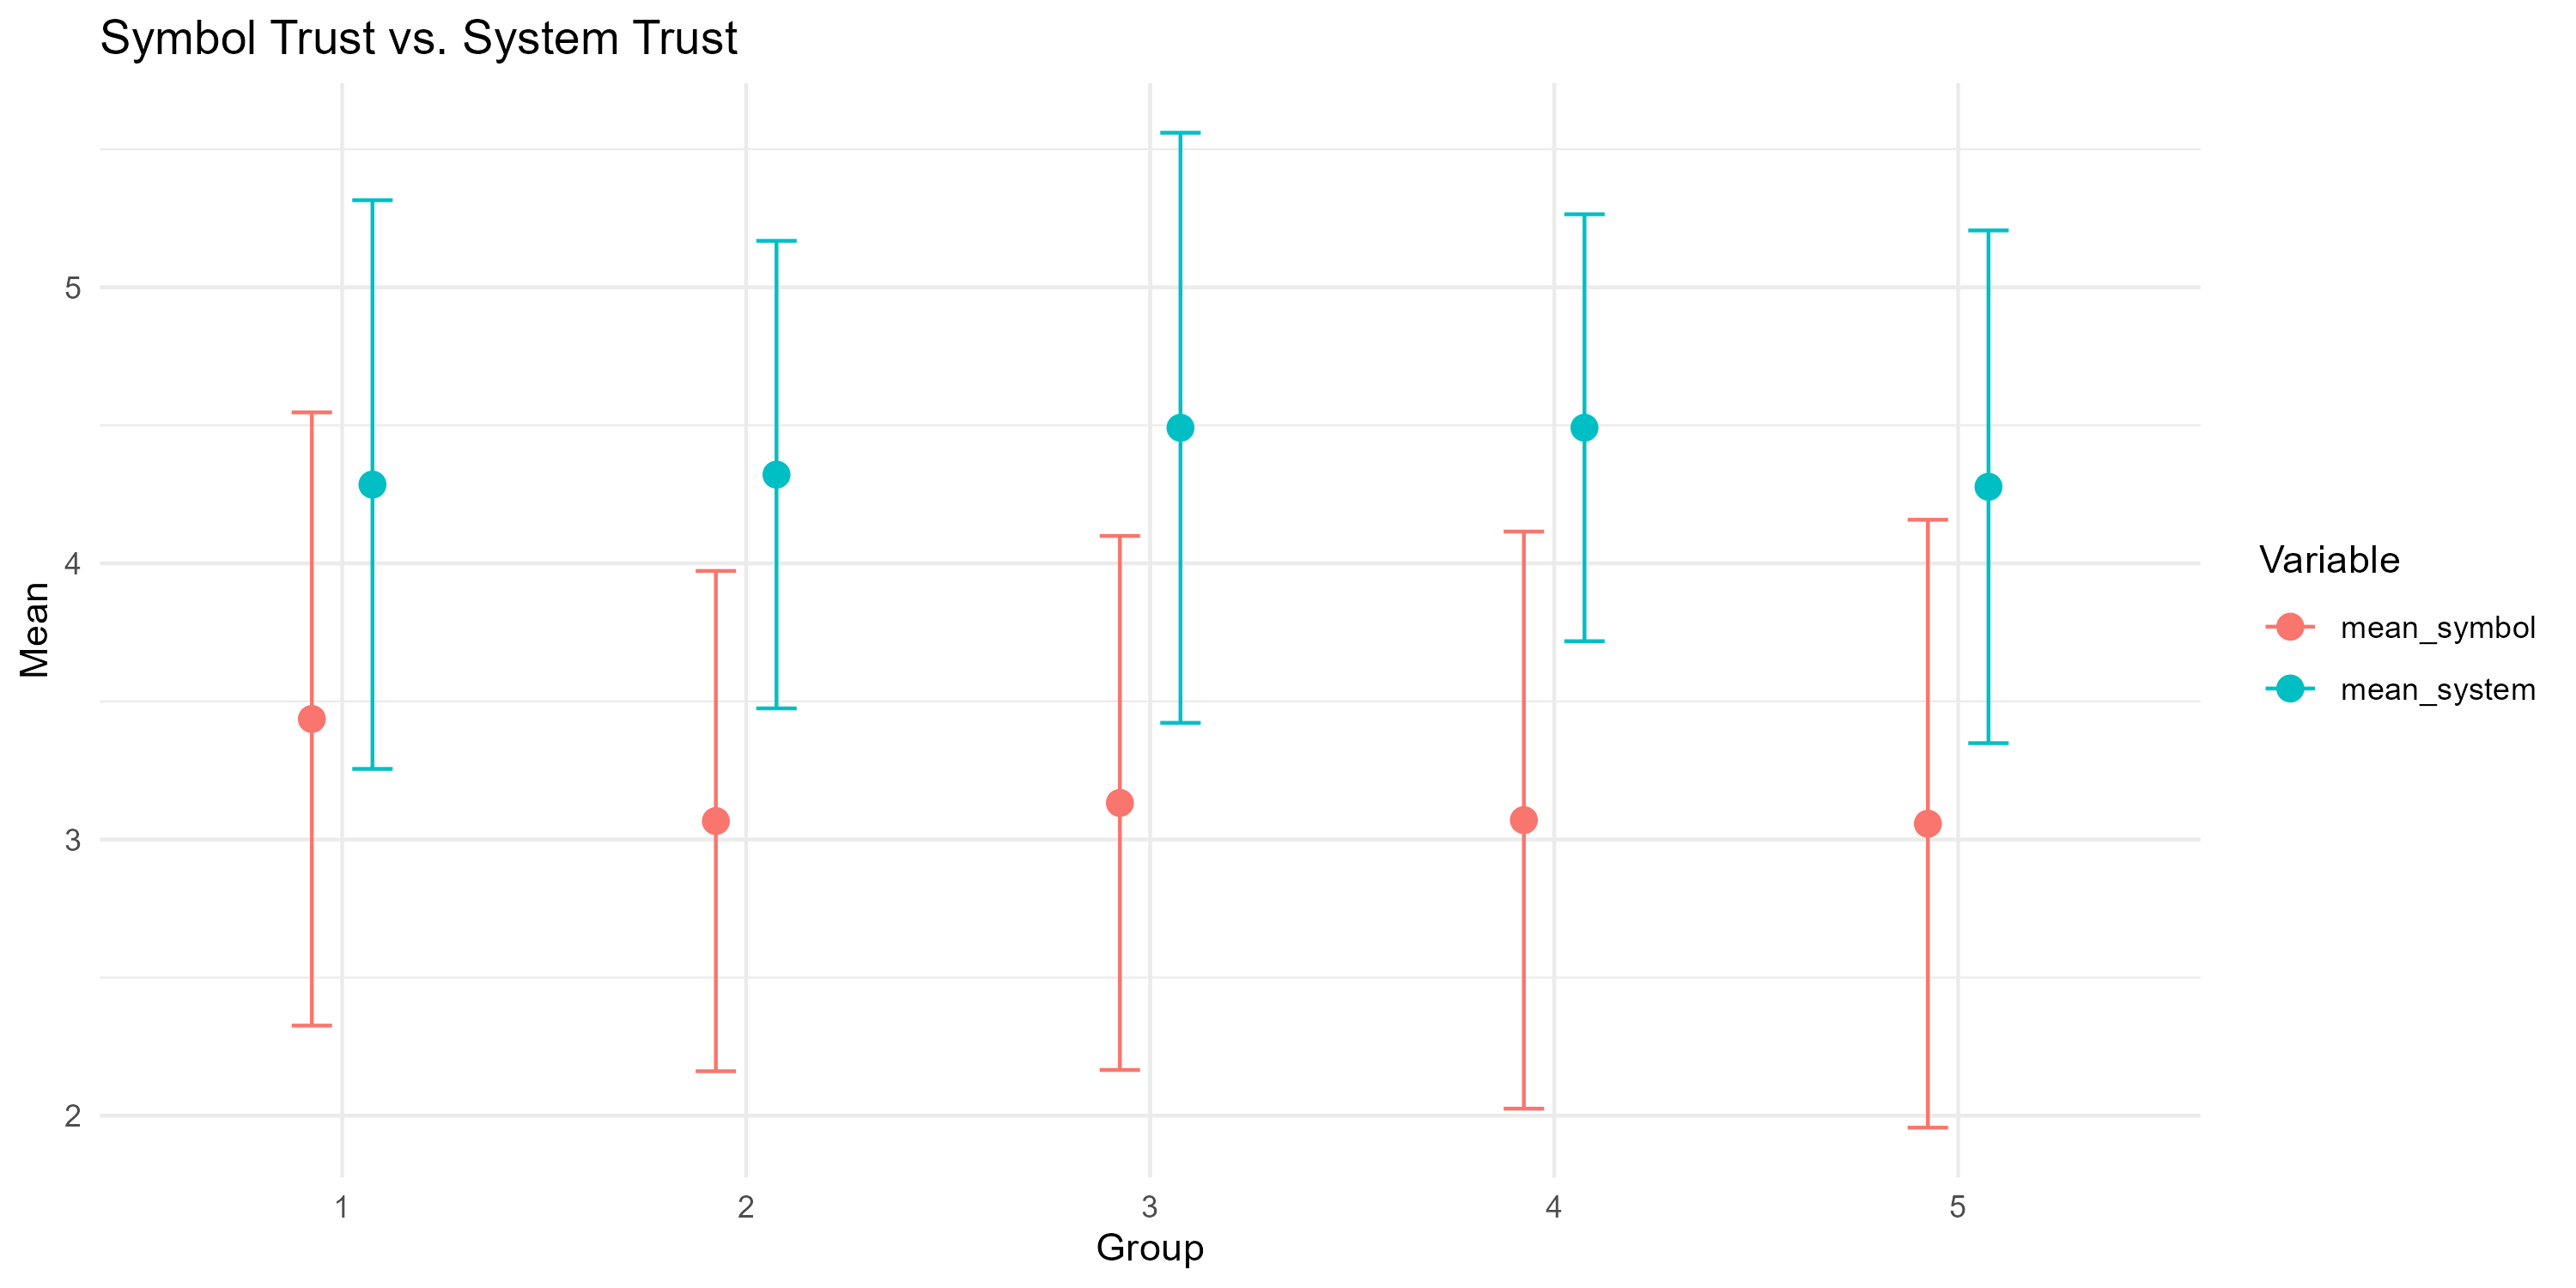 Symbol Trust vs. System Trust
5
4
3
2
Mean
1 2 3 4 5
Group
Variable
mean_symbol
mean_system